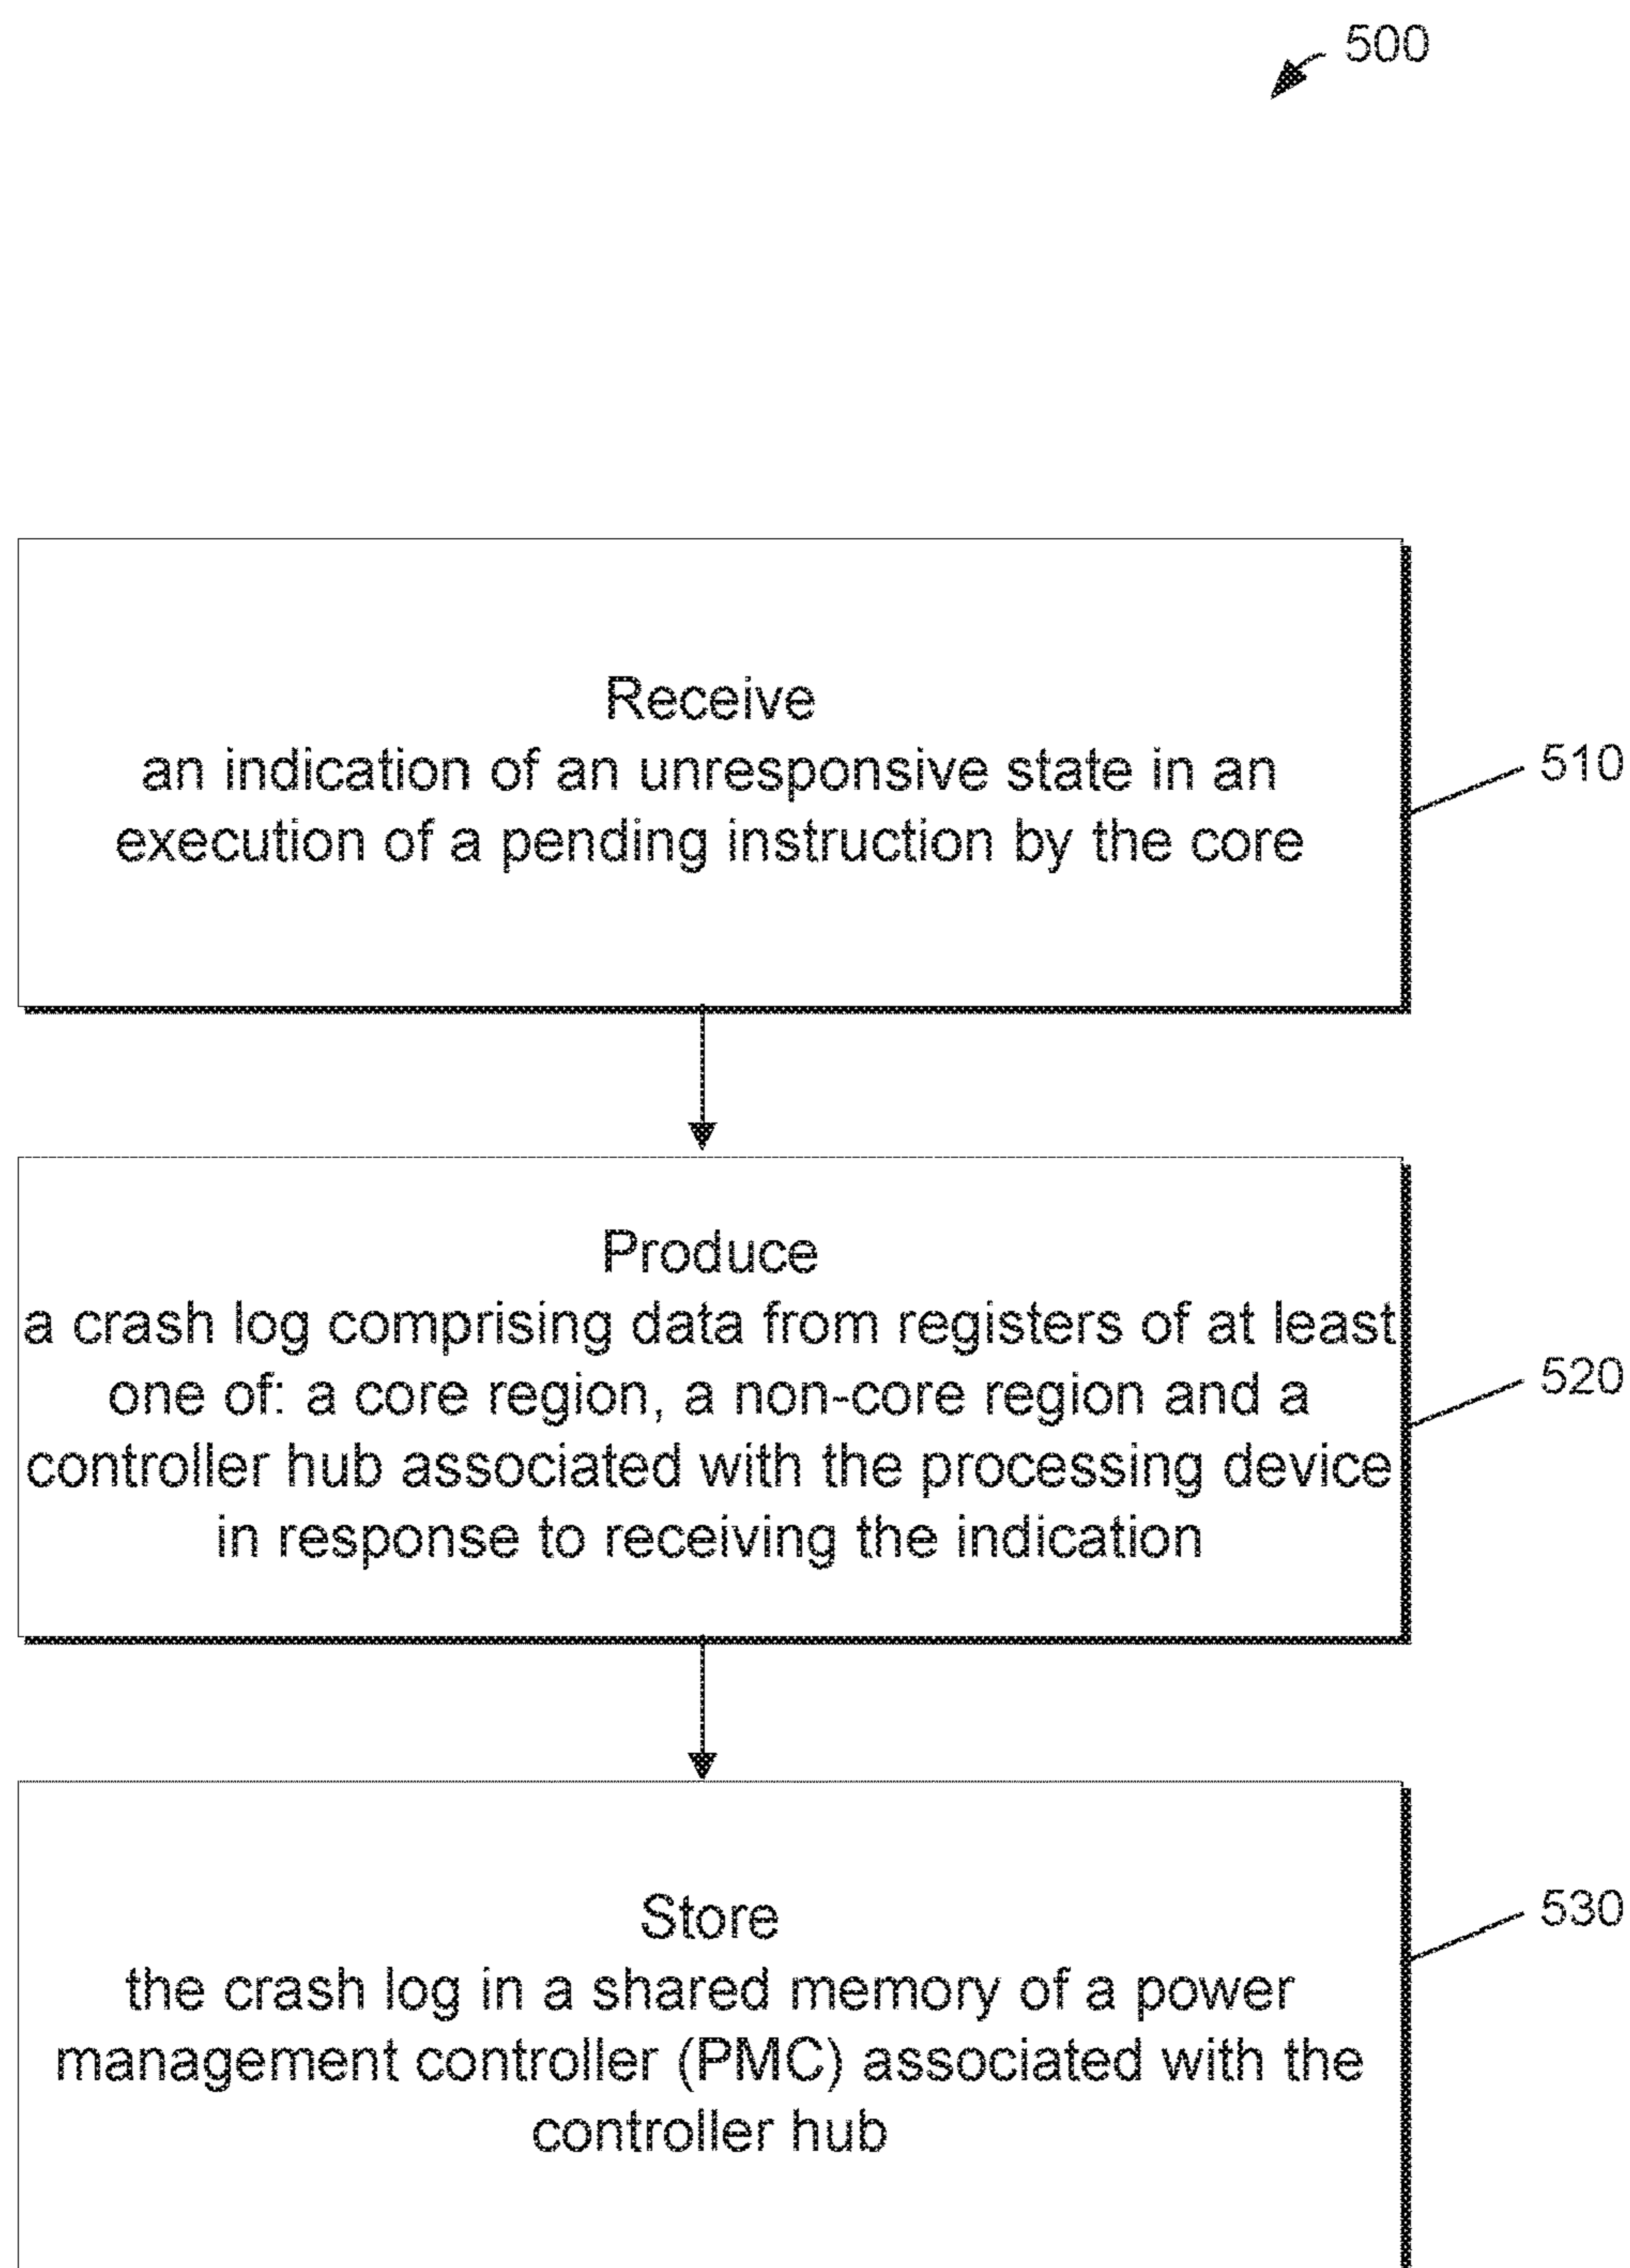 500
Receive
an indication of an unresponsive state in an
execution of a pending instruction by the core
510
Produce
a crash log comprising data from registers of at least
one of: a core region, a non-core region and a
controller hub associated with the processing device
in response to receiving the indication
520
Store
the crash log in a shared memory of a power
management controller (PMC) associated with the
controller hub
530